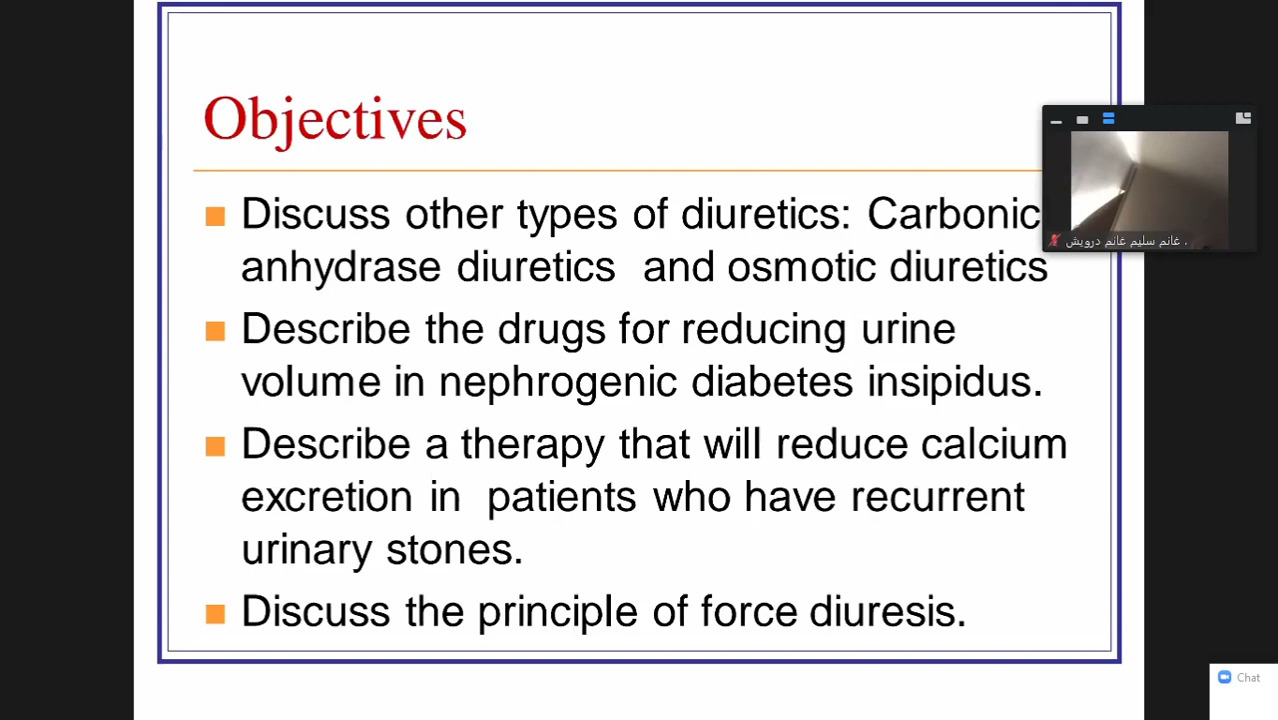 Objectives
Discuss other types of diuretics: Carbonic
anhydrase diuretics and osmotic diuretics
Describe the drugs for reducing urine
volume in nephrogenic diabetes insipidus.
Describe a therapy that will reduce calcium
excretion in patients who have recurrent
urinary stones.
Discuss the principle of force diuresis.
، غانم سليم غانم درويش
Chat